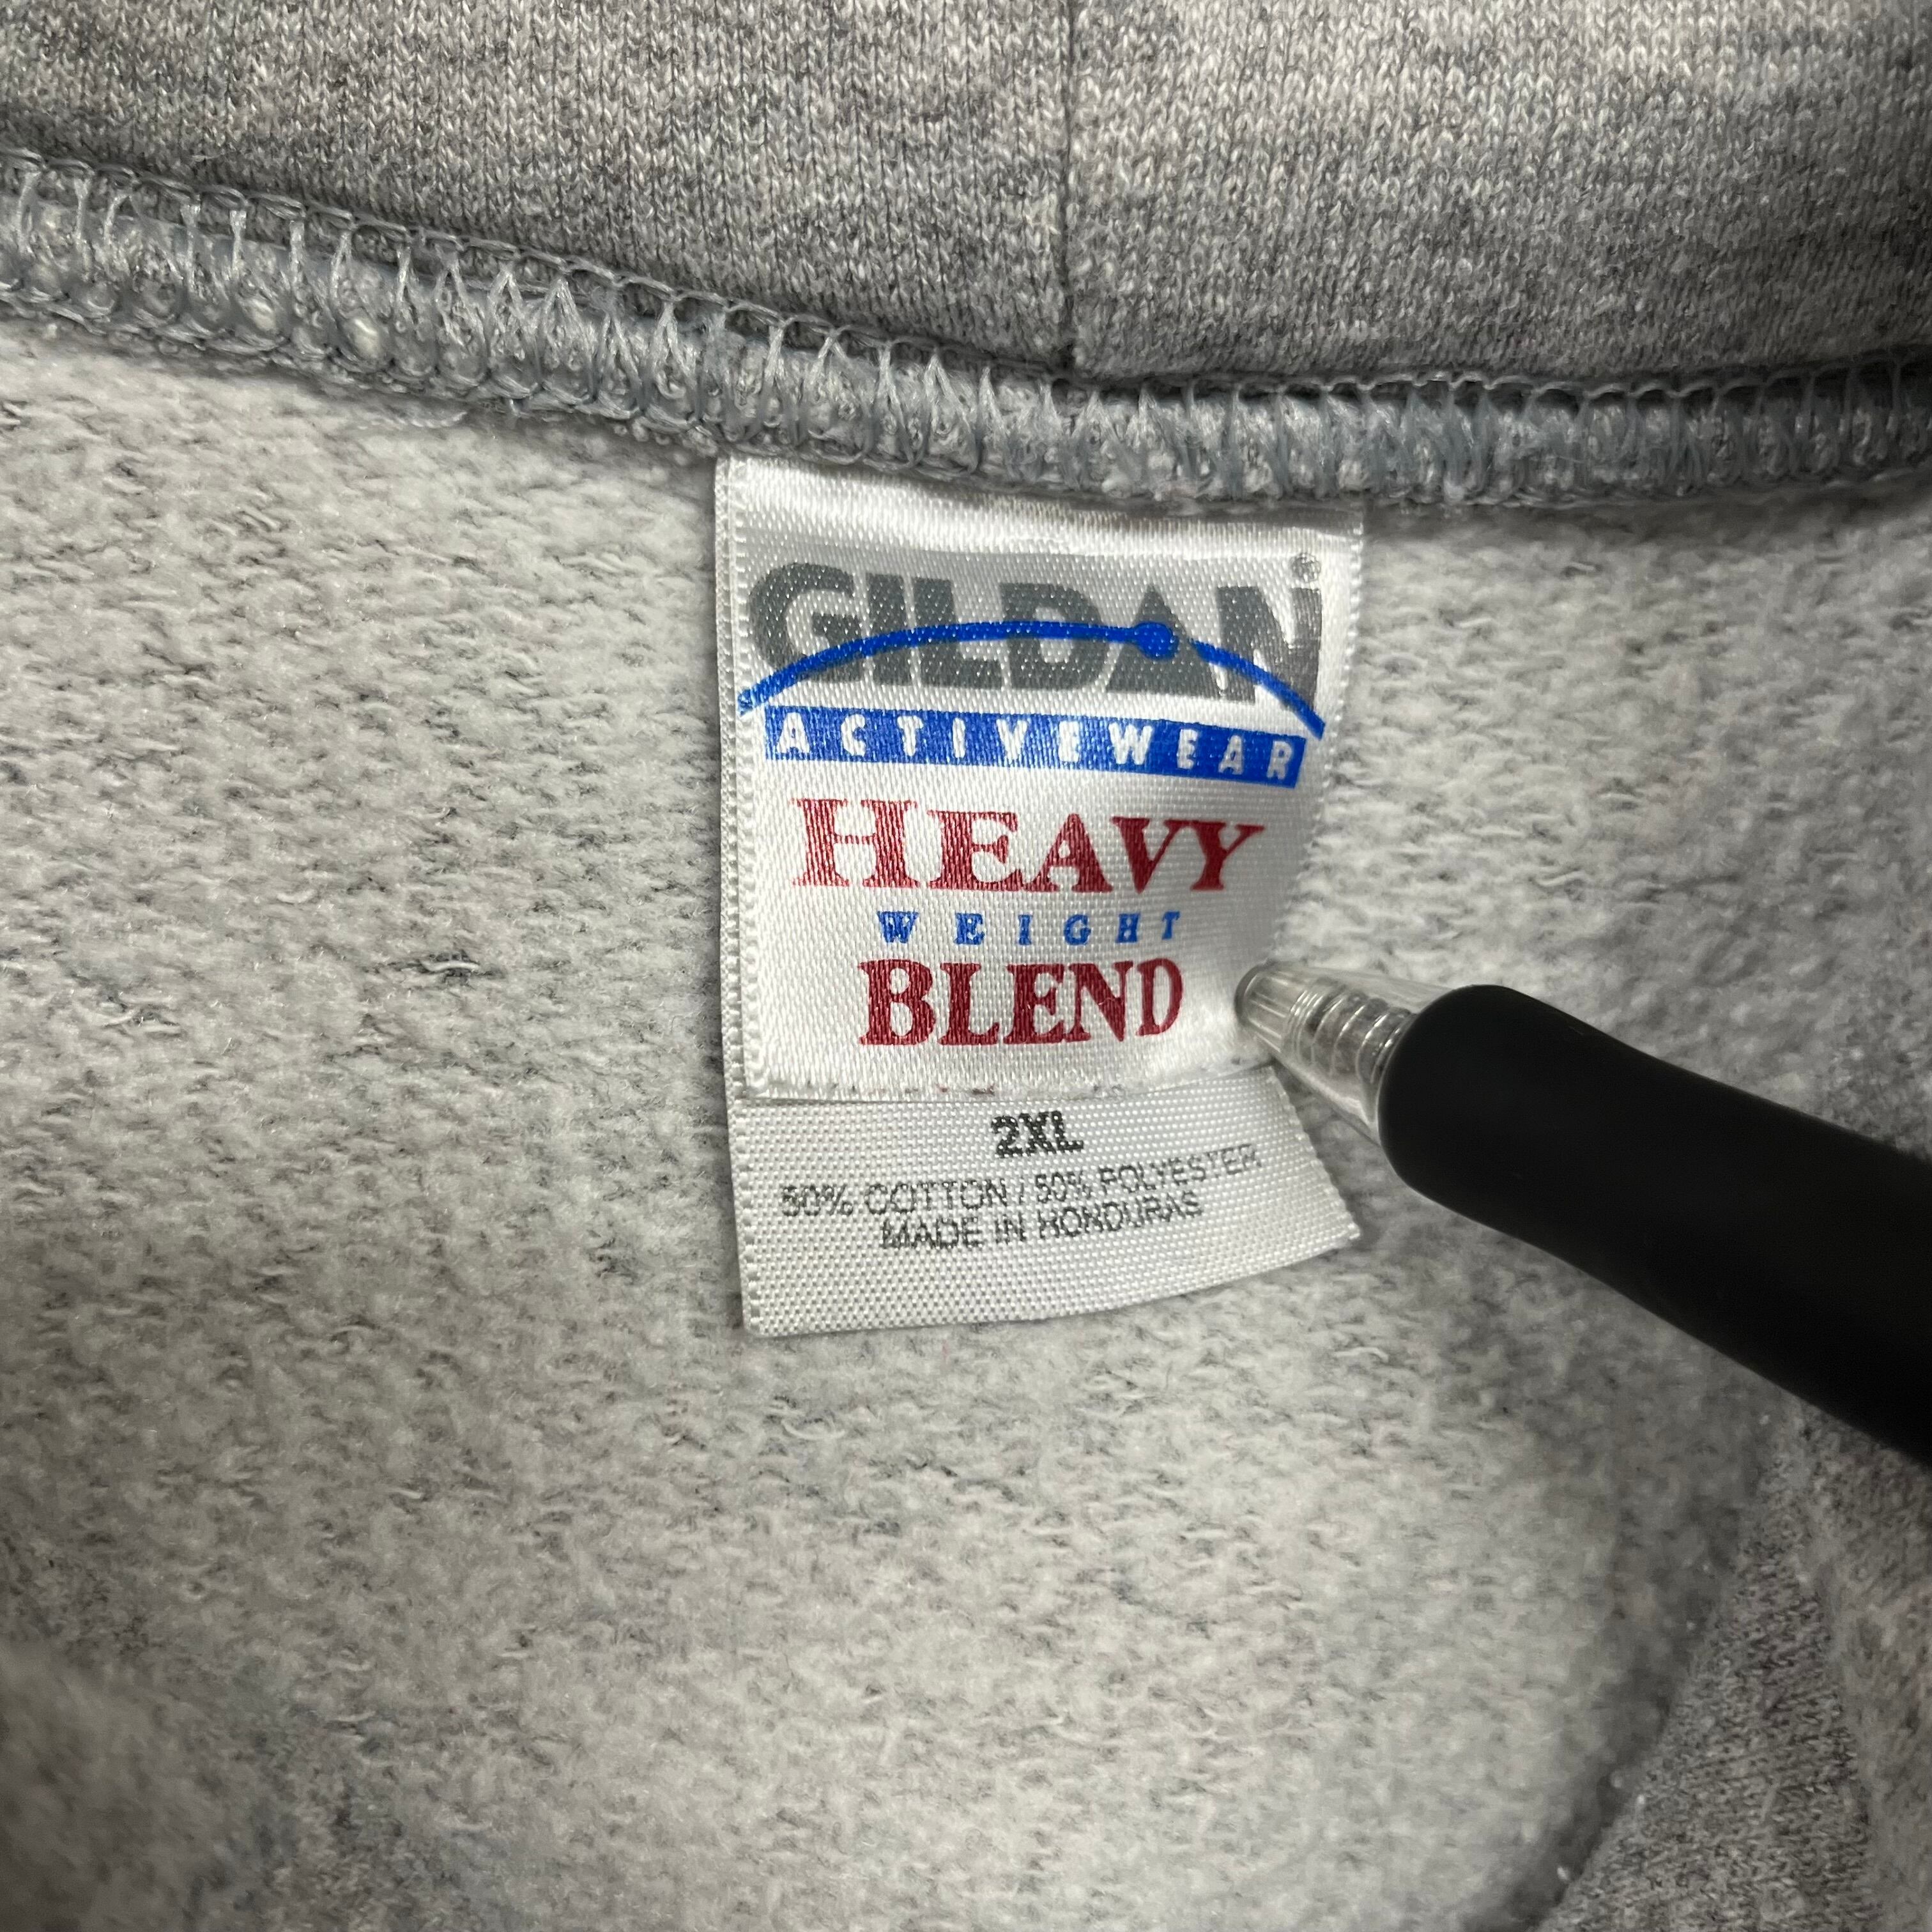 GILDAN®
ACTIVEWEAR
HEAVY
WEIGHT
BLEND
2XL
50% COTTON / 50% POLYESTER
MADE IN HONDURAS